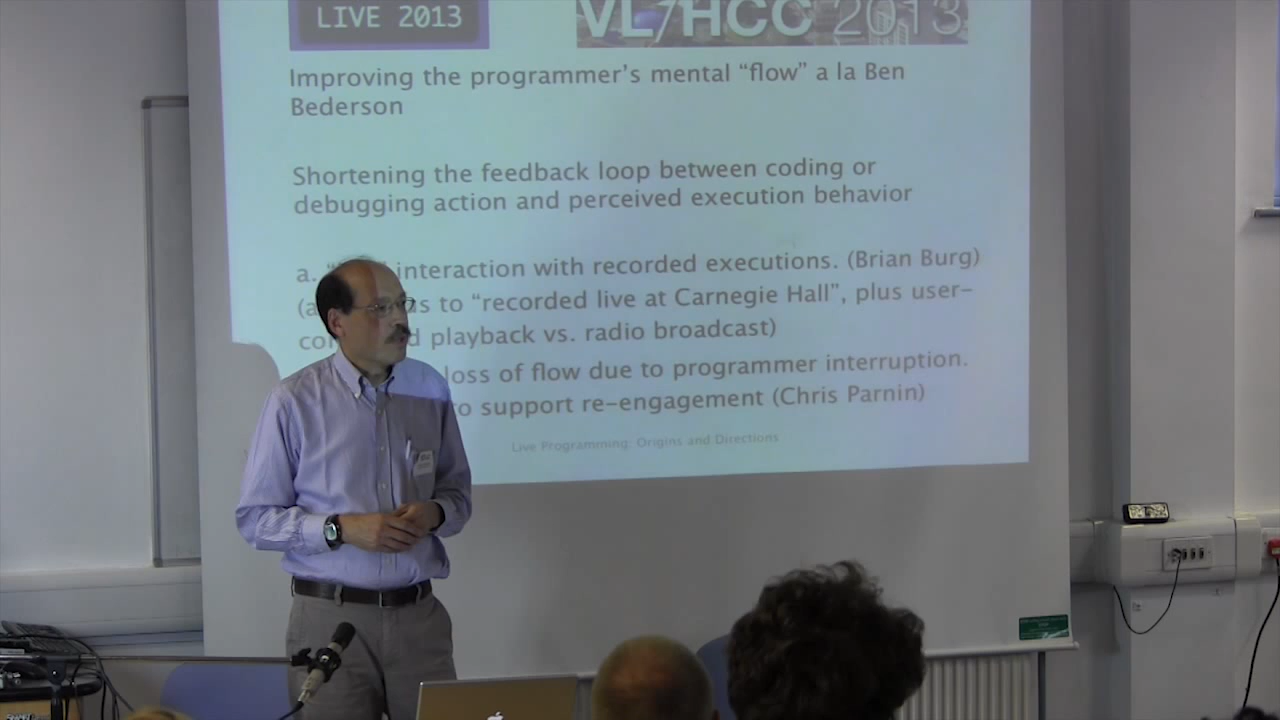 LIVE 2013
VL/HCC 2013
Improving the programmer's mental “flow” a la Ben
Bederson
Shortening the feedback loop between coding or
debugging action and perceived execution behavior
a. interaction with recorded executions. (Brian Burg)
to “recorded live at Carnegie Hall”, plus user-
playback vs. radio broadcast)
loss of flow due to programmer interruption.
to support re-engagement (Chris Parnin)
Live Programming: Origins and Directions